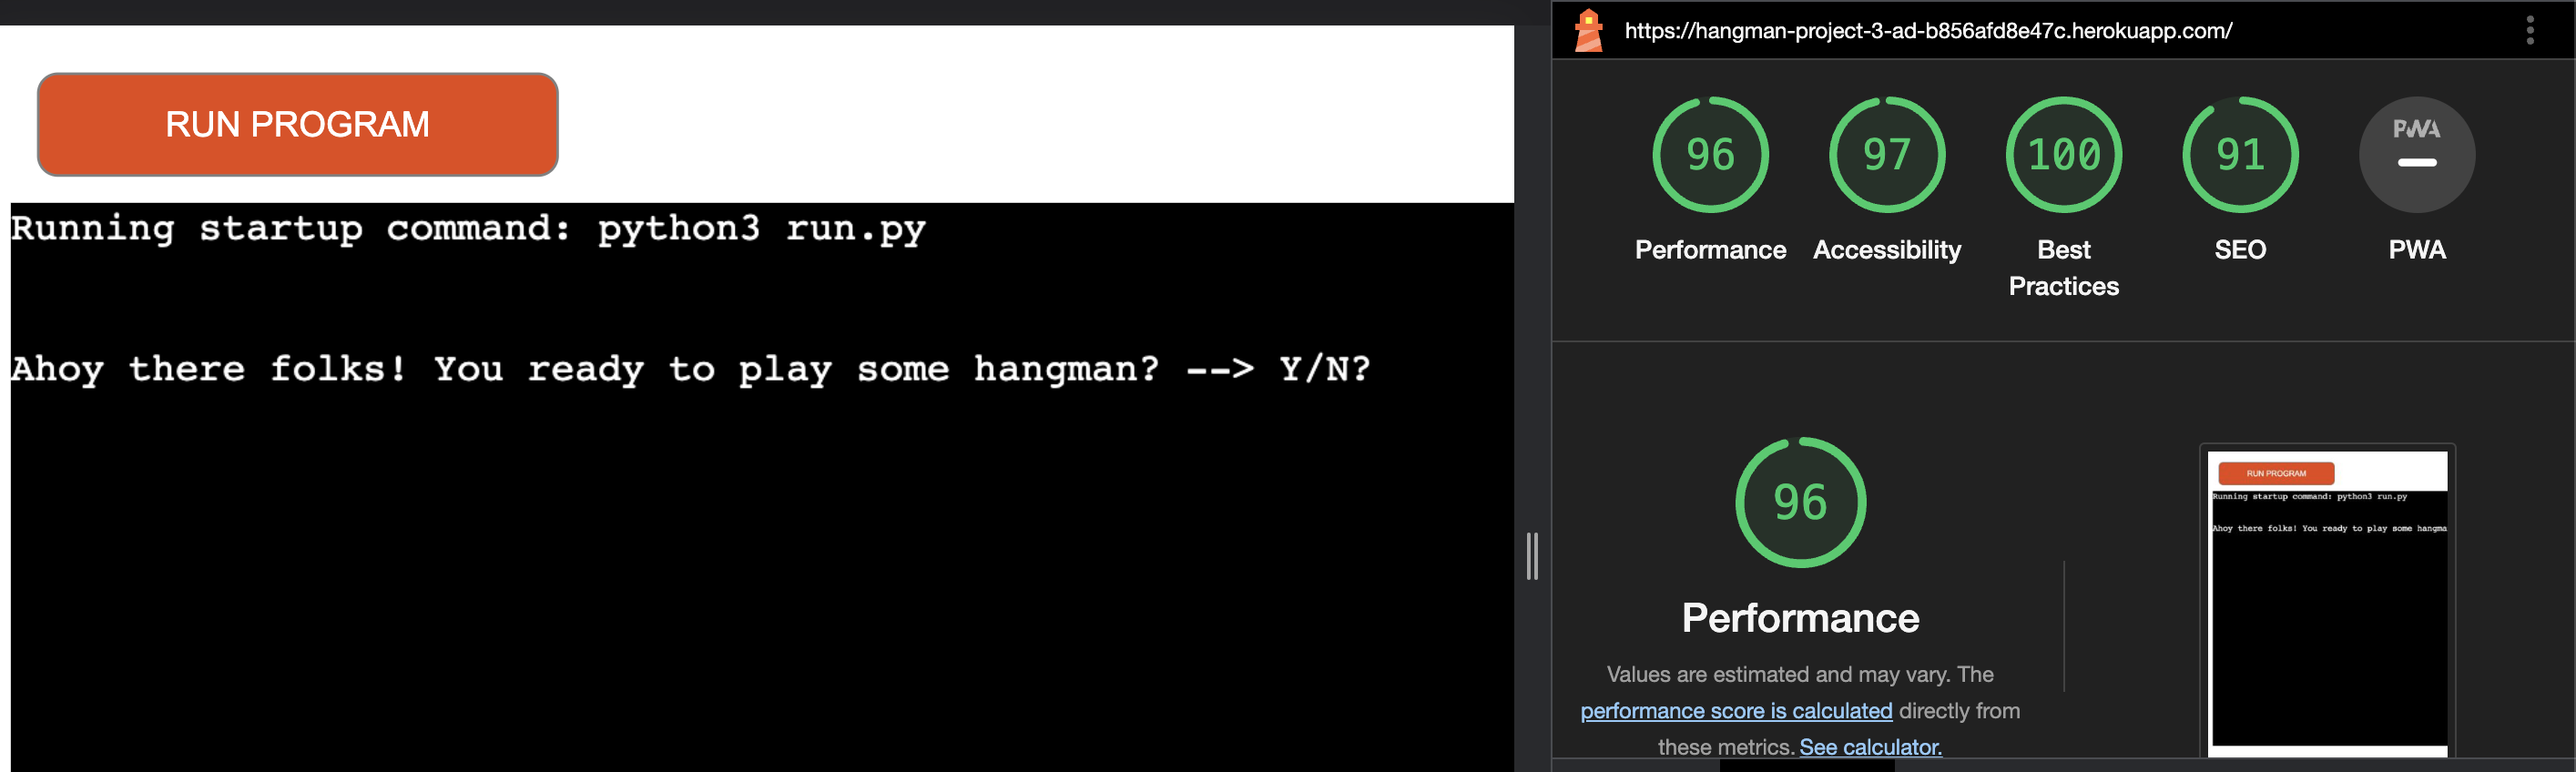 RUN PROGRAM
Running startup command: python3 run.py
Ahoy there folks! You ready to play some hangman? --> Y/N?
https://hangman-project-3-ad-b856afd8e47c.herokuapp.com/
96
97
100
91
PWA
Performance
Accessibility
Best
Practices
SEO
PWA
96
Performance
Values are estimated and may vary. The
performance score is calculated directly from
these metrics. See calculator.
RUN PROGRAM
Running startup command: python3 run.py
Ahoy there folks! You ready to play some hangma